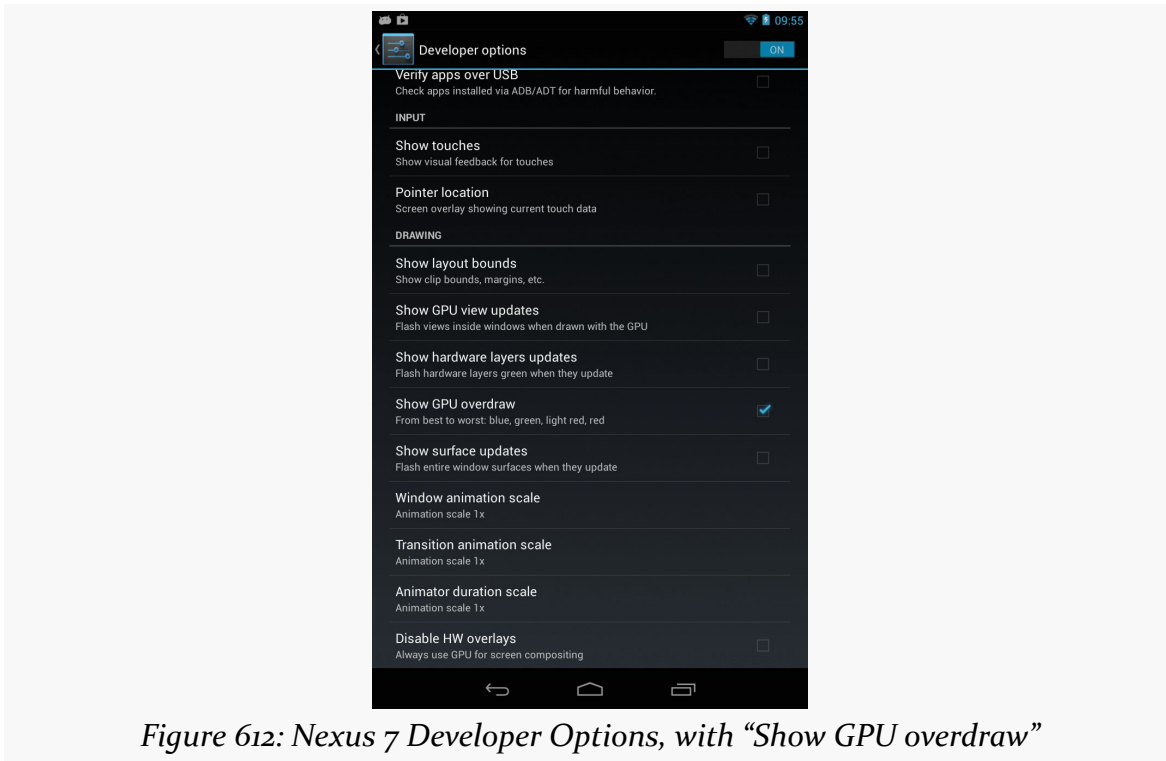 09:55
Developer options
ON
Verify apps over USB
Check apps installed via ADB/ADT for harmful behavior.
INPUT
Show touches
Show visual feedback for touches
Pointer location
Screen overlay showing current touch data
DRAWING
Show layout bounds
Show clip bounds, margins, etc.
Show GPU view updates
Flash views inside windows when drawn with the GPU
Show hardware layers updates
Flash hardware layers green when they update
Show GPU overdraw
From best to worst: blue, green, light red, red
Show surface updates
Flash entire window surfaces when they update
Window animation scale
Animation scale 1x
Transition animation scale
Animation scale 1x
Animator duration scale
Animation scale 1x
Disable HW overlays
Always use GPU for screen compositing
Figure 612: Nexus 7 Developer Options, with “Show GPU overdraw”